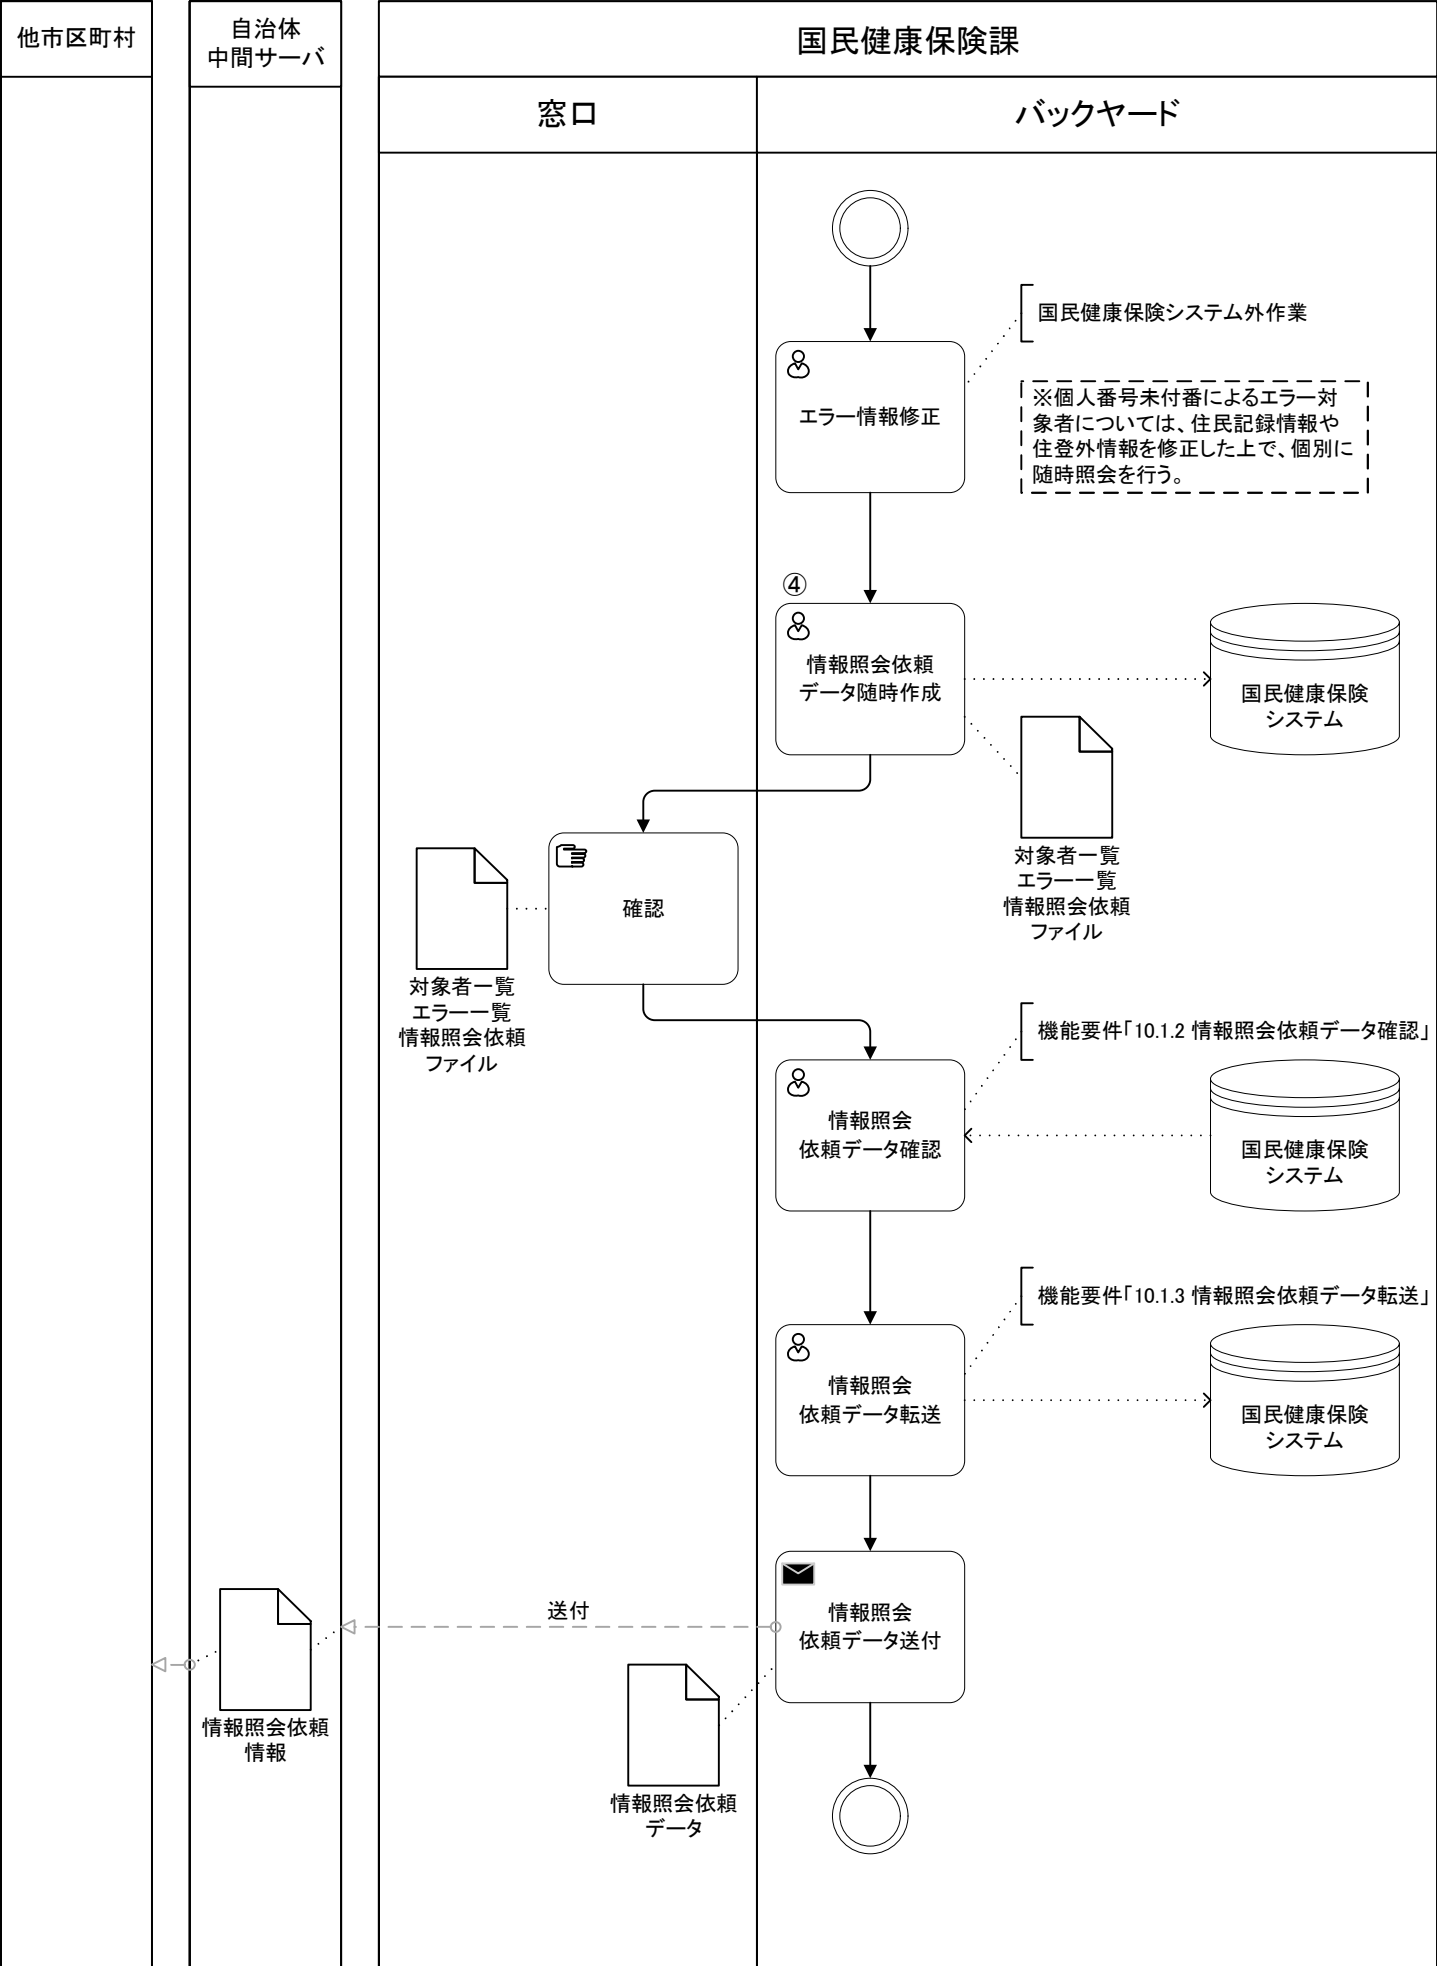 他市区町村
自治体
中間サーバ
国民健康保険課
窓口
バックヤード
国民健康保険システム外作業
エラー情報修正
※個人番号未付番によるエラー対
象者については、住民記録情報や
住登外情報を修正した上で、個別に
随時照会を行う。
④
情報照会依頼
データ随時作成
国民健康保険
システム
対象者一覧
エラー一覧
情報照会依頼
ファイル
確認
対象者一覧
エラー一覧
情報照会依頼
ファイル
機能要件「10.1.2 情報照会依頼データ確認」
情報照会
依頼データ確認
国民健康保険
システム
機能要件「10.1.3 情報照会依頼データ転送」
情報照会
依頼データ転送
国民健康保険
システム
送付
情報照会
依頼データ送付
情報照会依頼
情報
情報照会依頼
データ